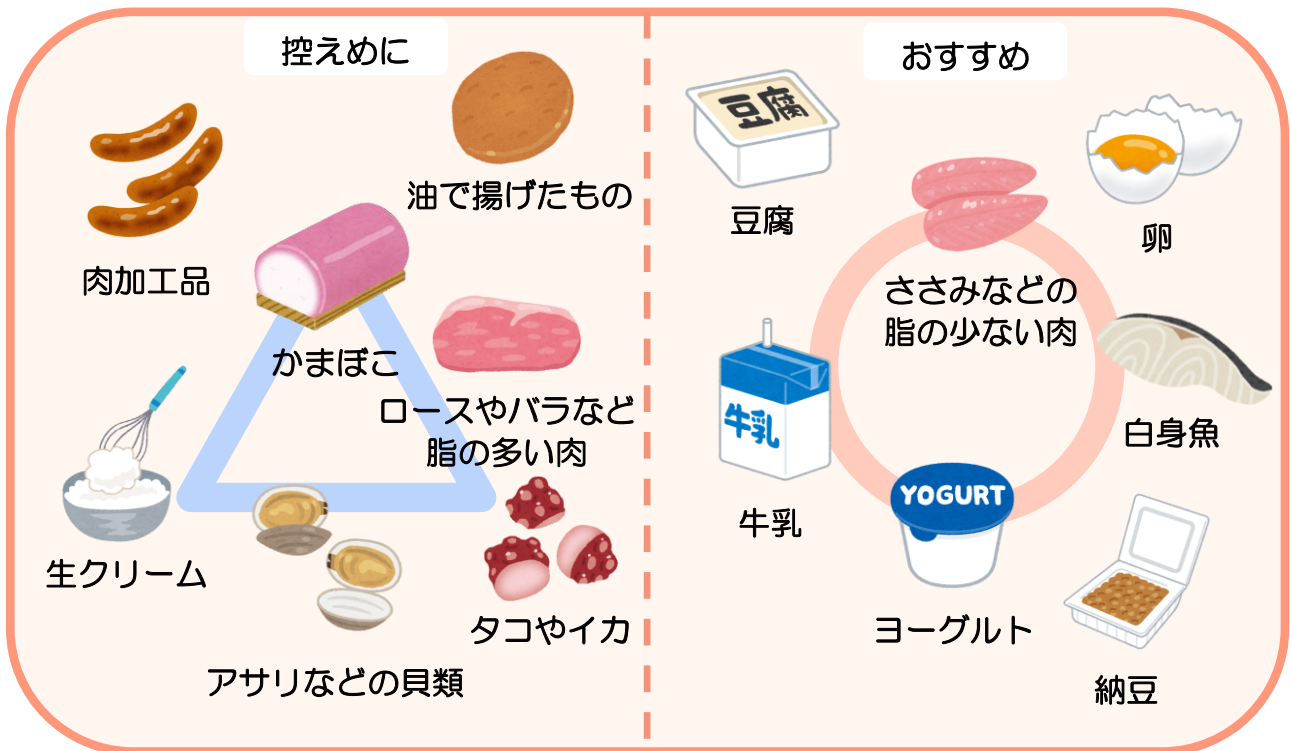 控えめに
油で揚げたもの
肉加工品
かまぼこ
ロースやバラなど
脂の多い肉
生クリーム
タコやイカ
アサリなどの貝類
おすすめ
豆腐
豆腐
卵
ささみなどの
脂の少ない肉
牛乳
白身魚
牛乳
YOGURT
ヨーグルト
納豆